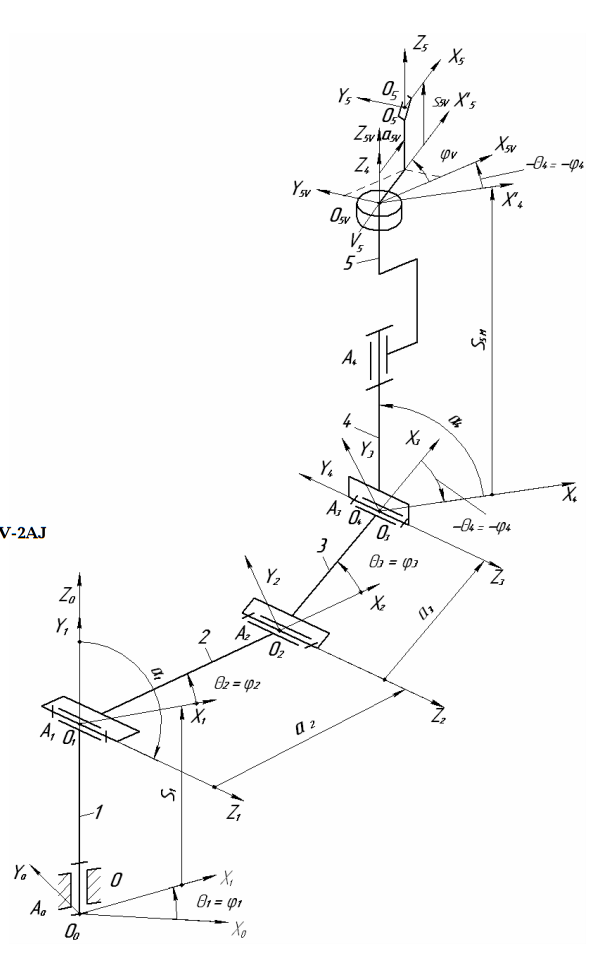 Z₅
X₅
Y₅
O₅
O₅
S₅ᵥ
X'₅
Z₅ᵥ
a₅ᵥ
Z₄
φᵥ
X₅ᵥ
-θ₄ = -φ₄
Y₅ᵥ
X'₄
O₅ᵥ
V₅
5
A₄
S₅ₙ
4
α₄
Y₃
X₃
Y₄
A₃
O₄
O₃
X₄
-θ₄ = -φ₄
V-2AJ
3
θ₃ = φ₃
Z₃
Y₂
X₂
Z₀
Y₁
A₂
O₂
a₃
2
α₁
θ₂ = φ₂
Z₂
A₁
O₁
X₁
a₂
S₁
Z₁
1
Y₀
O
X₁
A₀
θ₁ = φ₁
O₀
X₀